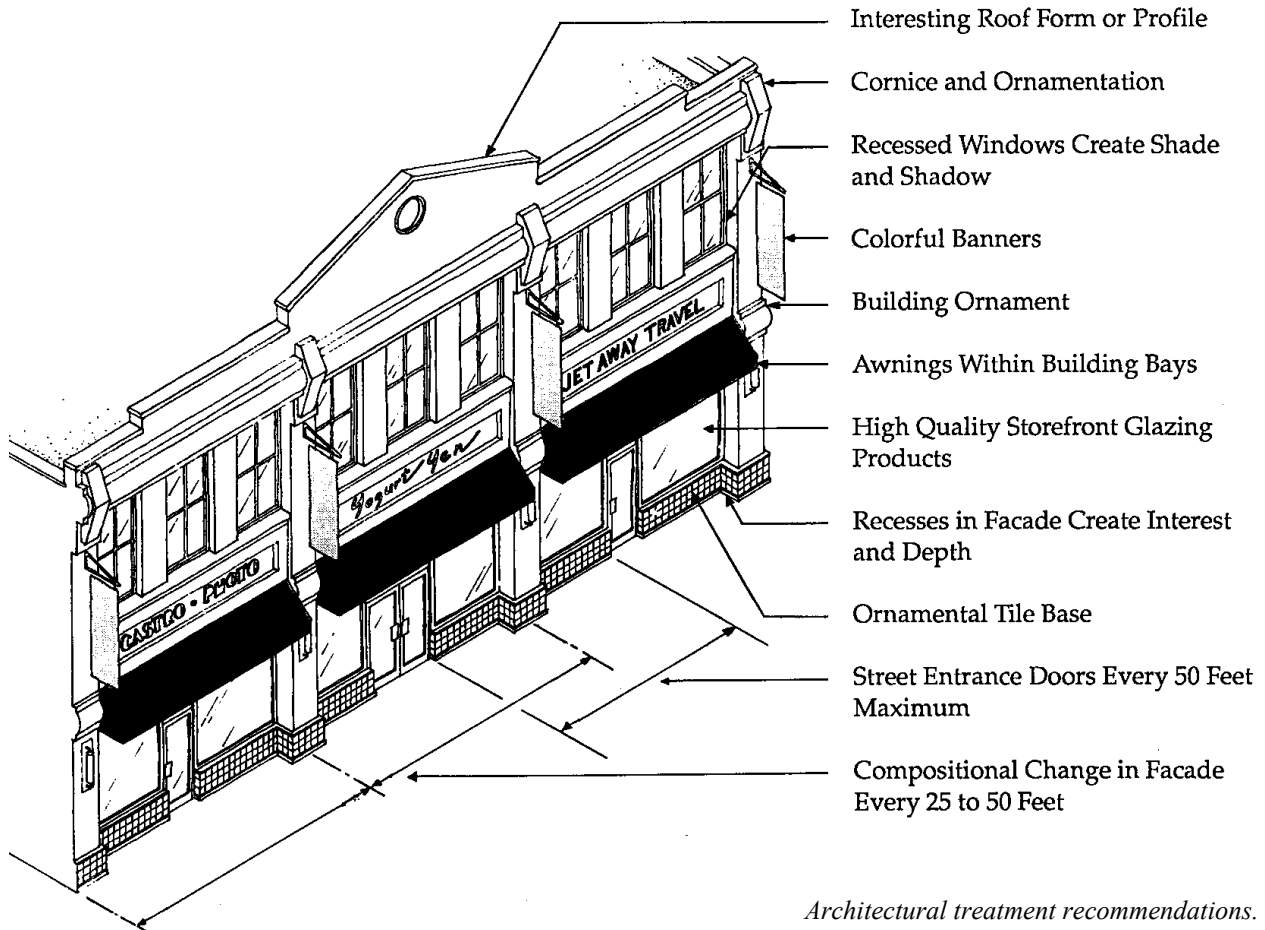 Interesting Roof Form or Profile
Cornice and Ornamentation
Recessed Windows Create Shade
and Shadow
Colorful Banners
Building Ornament
Awnings Within Building Bays
High Quality Storefront Glazing
Products
Recesses in Facade Create Interest
and Depth
Ornamental Tile Base
Street Entrance Doors Every 50 Feet
Maximum
Compositional Change in Facade
Every 25 to 50 Feet
JET AWAY TRAVEL
Yogurt Yen
CASTRO • PHOTO
Architectural treatment recommendations.